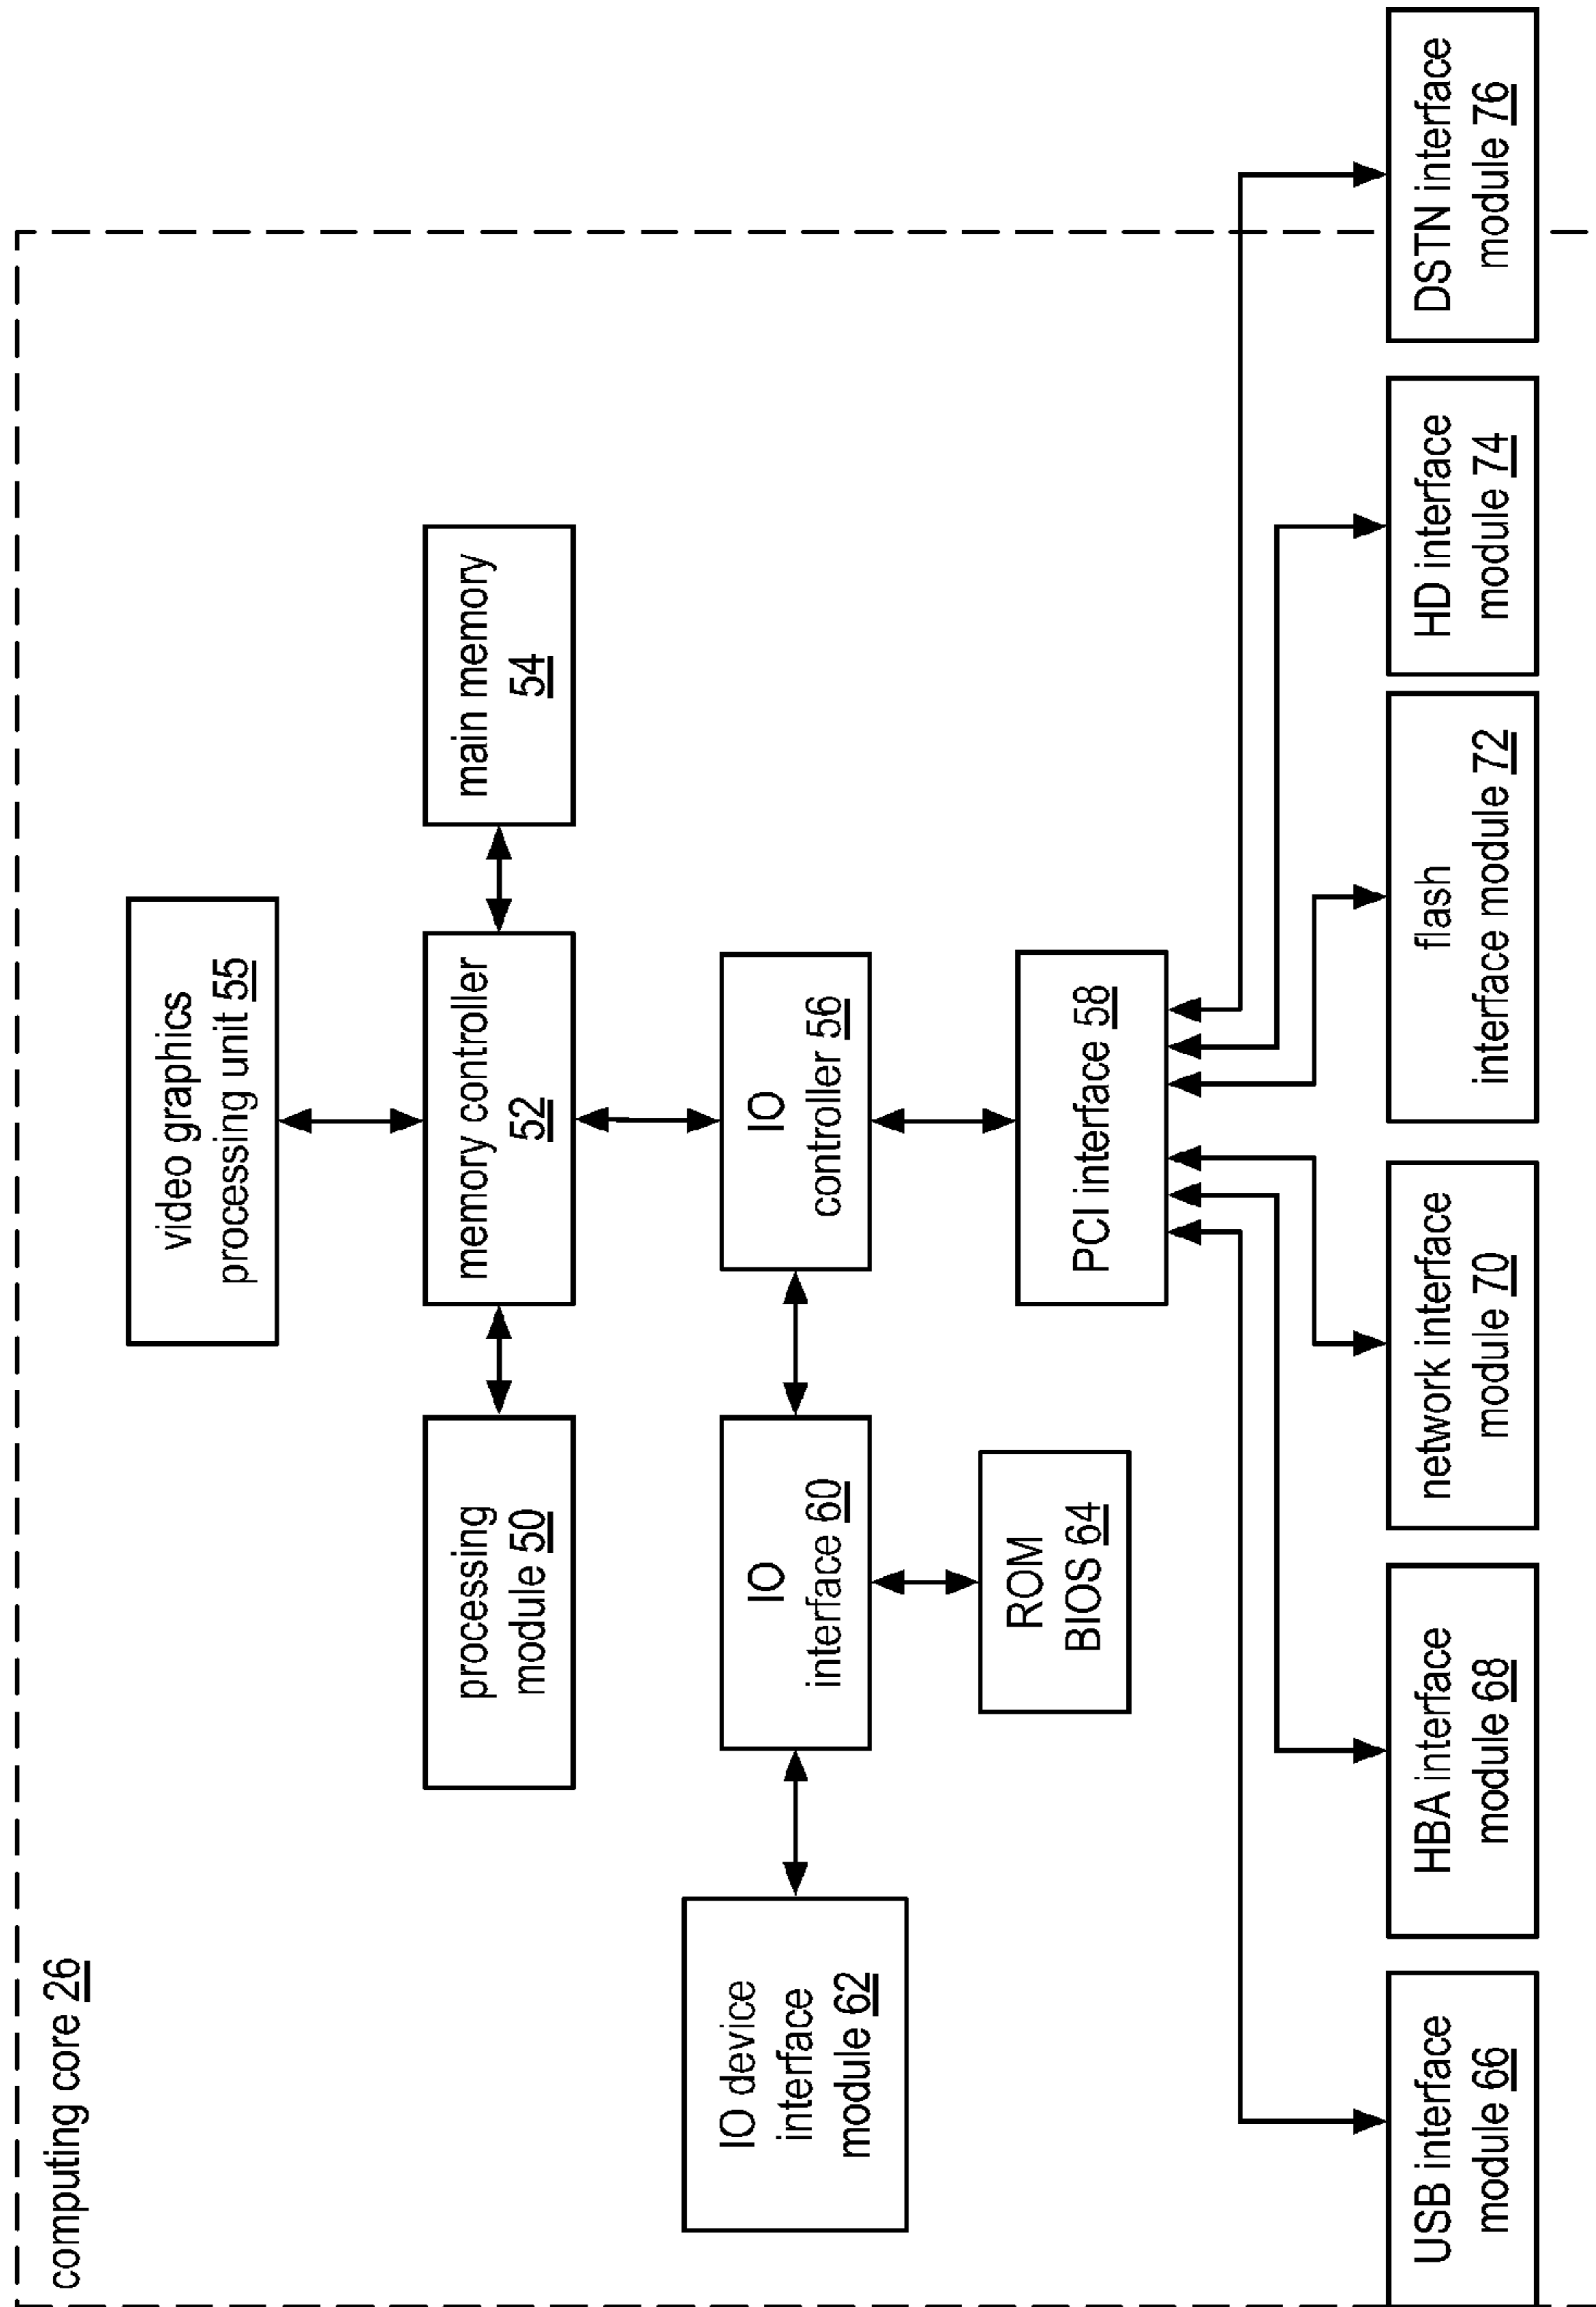 computing core 26
video graphics
processing unit 55
processing
module 50
memory controller
52
main memory
54
IO device
interface
module 62
IO
interface 60
IO
controller 56
ROM
BIOS 64
PCI interface 58
USB interface
module 66
HBA interface
module 68
network interface
module 70
flash
interface module 72
HD interface
module 74
DSTN interface
module 76